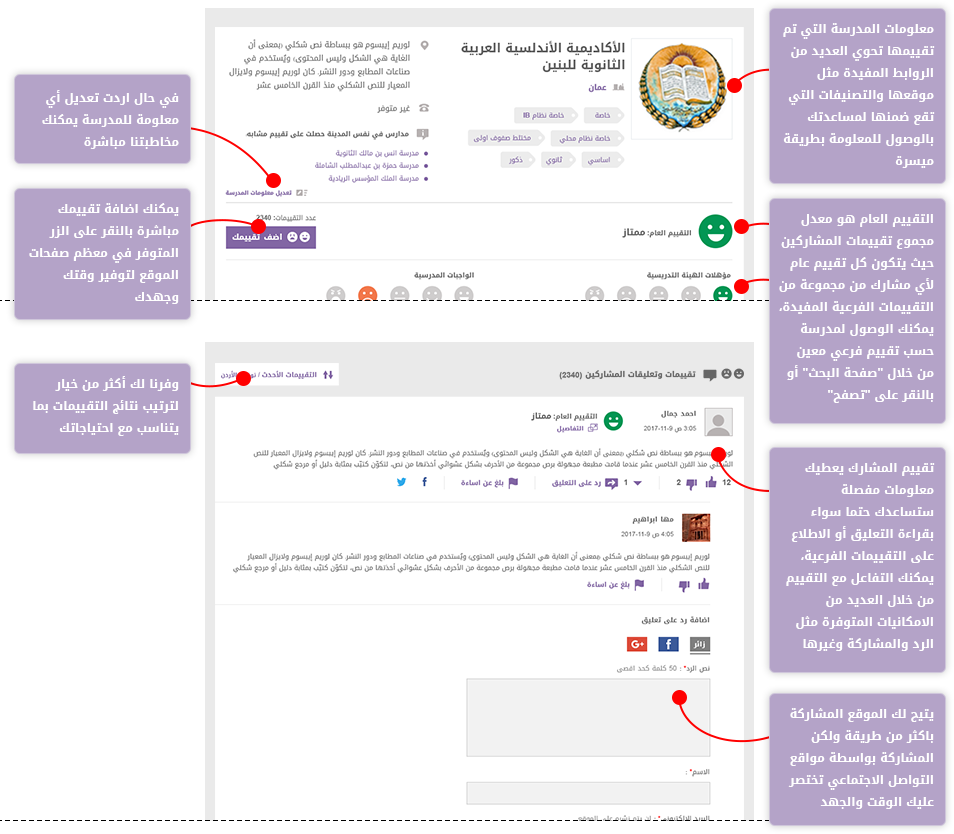 معلومات المدرسة التي تم
تقييمها تحوي العديد من
الروابط المفيدة مثل
موقعها والتصنيفات التي
تقع ضمنها لمساعدتك
بالوصول للمعلومة بطريقة
ميسرة
الأكاديمية الأندلسية العربية
الثانوية للبنين
عمان
خاصة
خاصة نظام IB
خاصة نظام محلي
مختلط صفوف اولى
اساسي
ثانوي
ذكور
لوريم إيبسوم هو ببساطة نص شكلي (بمعنى أن
الغاية هي الشكل وليس المحتوى) ويُستخدم في
صناعات المطابع ودور النشر. كان لوريم إيبسوم ولايزال
المعيار للنص الشكلي منذ القرن الخامس عشر
غير متوفر
مدارس في نفس المدينة حصلت على تقييم مشابه.
مدرسة انس بن مالك الثانوية
مدرسة حمزة بن عبدالمطلب الشاملة
مدرسة الملك المؤسس الريادية
تعديل معلومات المدرسة
في حال اردت تعديل أي
معلومة للمدرسة يمكنك
مخاطبتنا مباشرة
يمكنك اضافة تقييمك
مباشرة بالنقر على الزر
المتوفر في معظم صفحات
الموقع لتوفير وقتك
وجهدك
التقييم العام: ممتاز
عدد التقييمات: 2340
اضف تقييمك
مؤهلات الهيئة التدريسية
الواجبات المدرسية
التقييم العام هو معدل
مجموع تقييمات المشاركين
حيث يتكون كل تقييم عام
لأي مشارك من مجموعة من
التقييمات الفرعية المفيدة،
يمكنك الوصول لمدرسة
حسب تقييم فرعي معين
من خلال "صفحة البحث" أو
بالنقر على "تصفح"
وفرنا لك أكثر من خيار
لترتيب نتائج التقييمات بما
يتناسب مع احتياجاتك
تقييمات وتعليقات المشاركين (2340)
التقييمات الأحدث /
الأردن
احمد جمال
3:05 ص 9-11-2017
التقييم العام: ممتاز
التفاصيل
إيبسوم هو ببساطة نص شكلي (بمعنى أن الغاية هي الشكل وليس المحتوى) ويُستخدم في صناعات المطابع ودور النشر. كان لوريم إيبسوم ولايزال المعيار للنص
الشكلي منذ القرن الخامس عشر عندما قامت مطبعة مجهولة برص مجموعة من الأحرف بشكل عشوائي أخذتها من نص، لتكوّن كتيّب بمثابة دليل أو مرجع شكلي
12
2
1
رد على التعليق
بلغ عن اساءة
مها ابراهيم
4:05 ص 9-11-2017
لوريم إيبسوم هو ببساطة نص شكلي (بمعنى أن الغاية هي الشكل وليس المحتوى) ويُستخدم في صناعات المطابع ودور النشر. كان لوريم إيبسوم ولايزال المعيار
للنص الشكلي منذ القرن الخامس عشر عندما قامت مطبعة مجهولة برص مجموعة من الأحرف بشكل عشوائي أخذتها من نص، لتكوّن كتيّب بمثابة دليل أو مرجع شكلي
بلغ عن اساءة
تقييم المشارك يعطيك
معلومات مفصلة
ستساعدك حتما سواء
بقراءة التعليق أو الاطلاع
على التقييمات الفرعية،
يمكنك التفاعل مع التقييم
من خلال العديد من
الامكانيات المتوفرة مثل
الرد والمشاركة وغيرها
اضافة رد على تعليق
زائر
f
G+
نص الرد* : 50 كلمة كحد اقصى
الاسم* :
يتيح لك الموقع المشاركة
باكثر من طريقة ولكن
المشاركة بواسطة مواقع
التواصل الاجتماعي تختصر
عليك الوقت والجهد